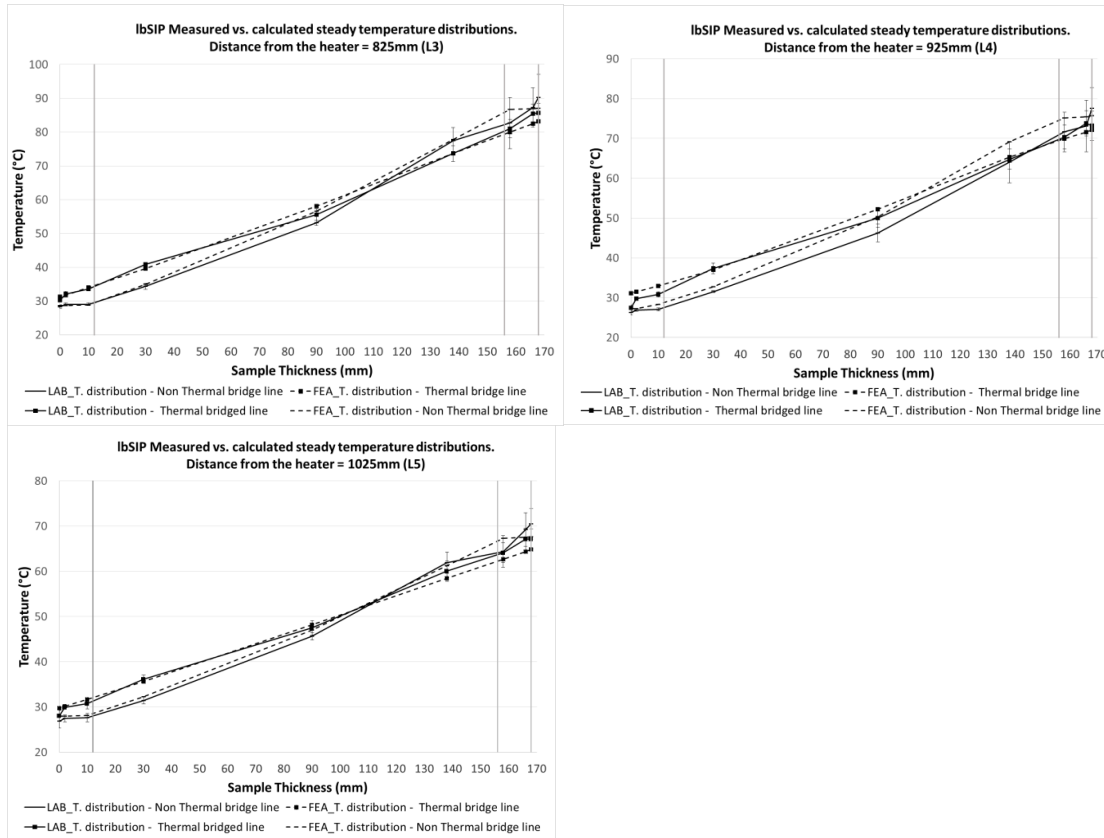 lbSIP Measured vs. calculated steady temperature distributions.
Distance from the heater = 825mm (L3)
Temperature (°C)
100
90
80
70
60
50
40
30
20
0 10 20 30 40 50 60 70 80 90 100 110 120 130 140 150 160 170
Sample Thickness (mm)
LAB_T. distribution - Non Thermal bridge line
FEA_T. distribution - Thermal bridge line
LAB_T. distribution - Thermal bridged line
FEA_T. distribution - Non Thermal bridge line
lbSIP Measured vs. calculated steady temperature distributions.
Distance from the heater = 925mm (L4)
Temperature (°C)
90
80
70
60
50
40
30
20
0 10 20 30 40 50 60 70 80 90 100 110 120 130 140 150 160 170
Sample Thickness (mm)
LAB_T. distribution - Non Thermal bridge line
FEA_T. distribution - Thermal bridge line
LAB_T. distribution - Thermal bridged line
FEA_T. distribution - Non Thermal bridge line
lbSIP Measured vs. calculated steady temperature distributions.
Distance from the heater = 1025mm (L5)
Temperature (°C)
80
70
60
50
40
30
20
0 10 20 30 40 50 60 70 80 90 100 110 120 130 140 150 160 170
Sample Thickness (mm)
LAB_T. distribution - Non Thermal bridge line
FEA_T. distribution - Thermal bridge line
LAB_T. distribution - Thermal bridged line
FEA_T. distribution - Non Thermal bridge line